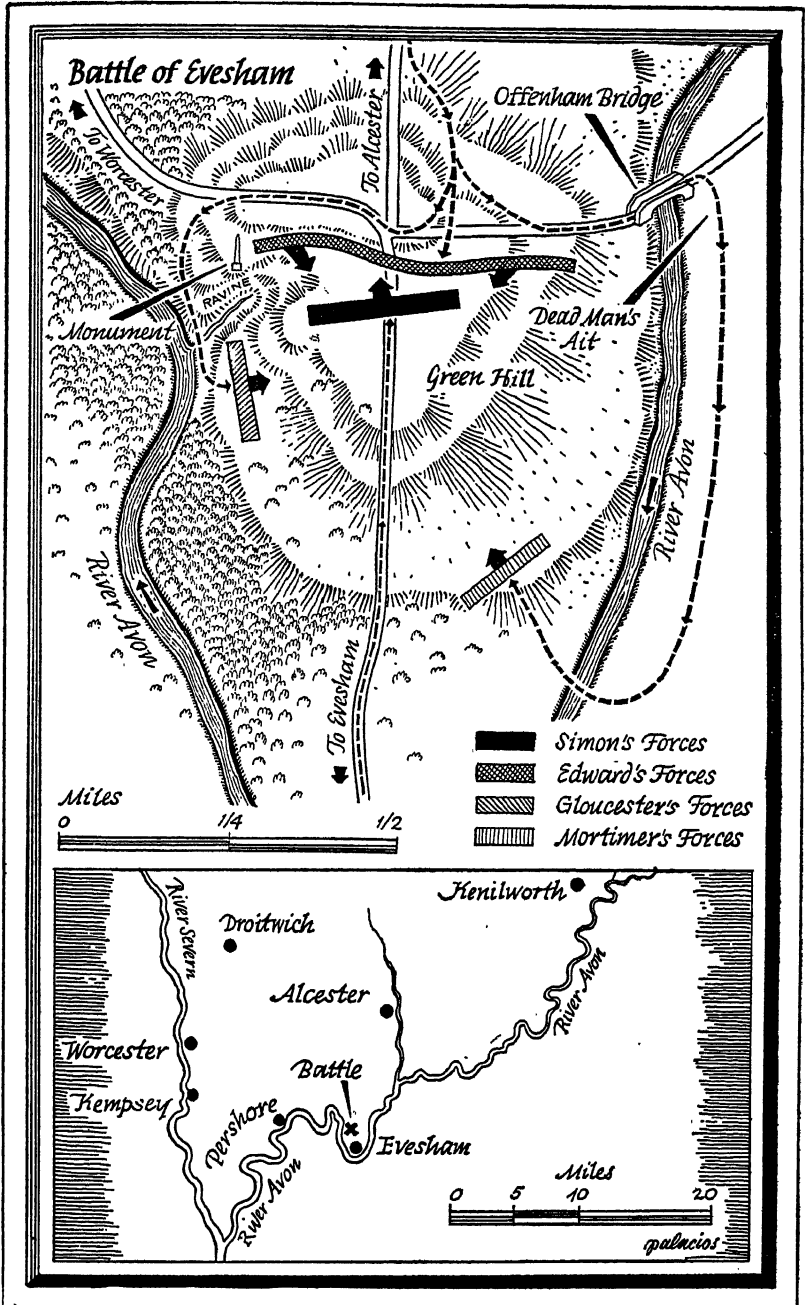 Battle of Evesham
To Worcester
To Alcester
Offenham Bridge
RAVINE
Monument
Dead Man's
Ait
Green Hill
River Avon
River Avon
To Evesham
Simon's Forces
Edward's Forces
Gloucester's Forces
Mortimer's Forces
Miles
0 1/4 1/2
River Severn
Kenilworth
Droitwich
Alcester
River Avon
Worcester
Battle
Kempsey
Pershore
Evesham
River Avon
Miles
0 5 10 20
palacios